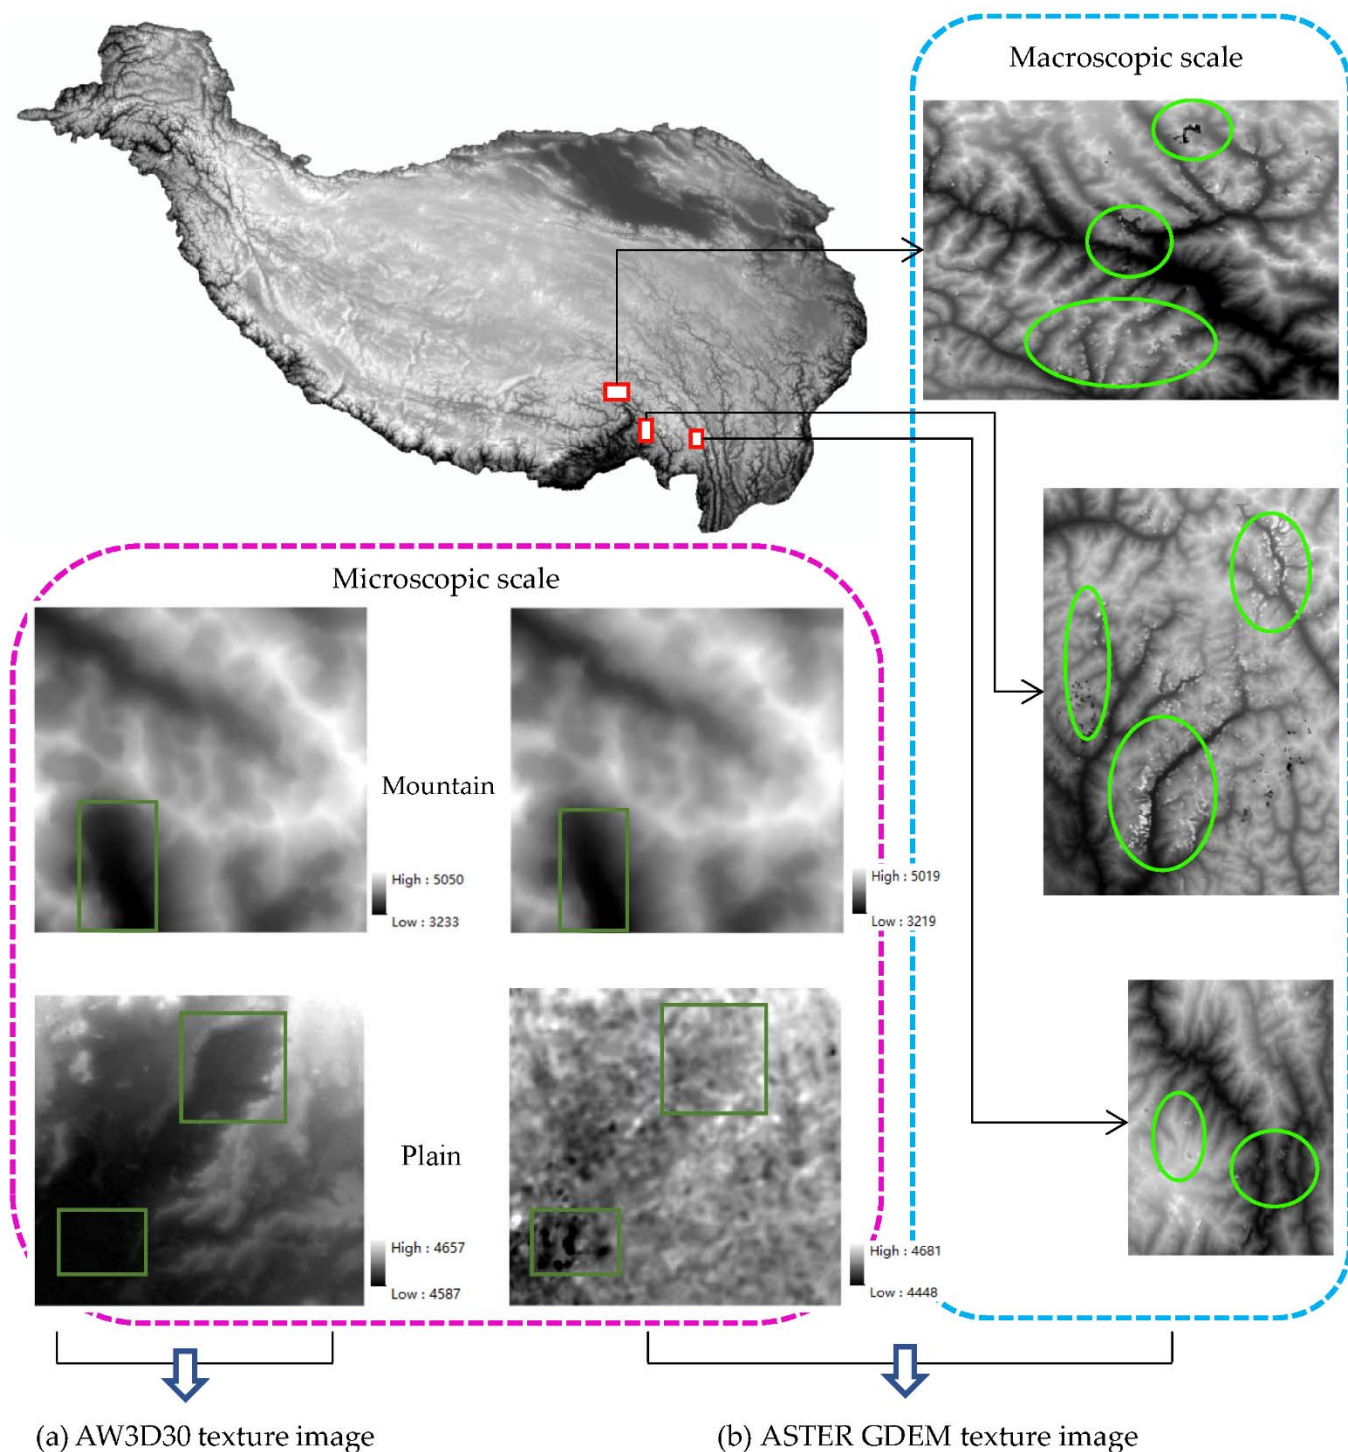 Macroscopic scale
Microscopic scale
Mountain
High : 5050
Low : 3233
High : 5019
Low : 3219
Plain
High : 4657
Low : 4587
High : 4681
Low : 4448
(a) AW3D30 texture image
(b) ASTER GDEM texture image